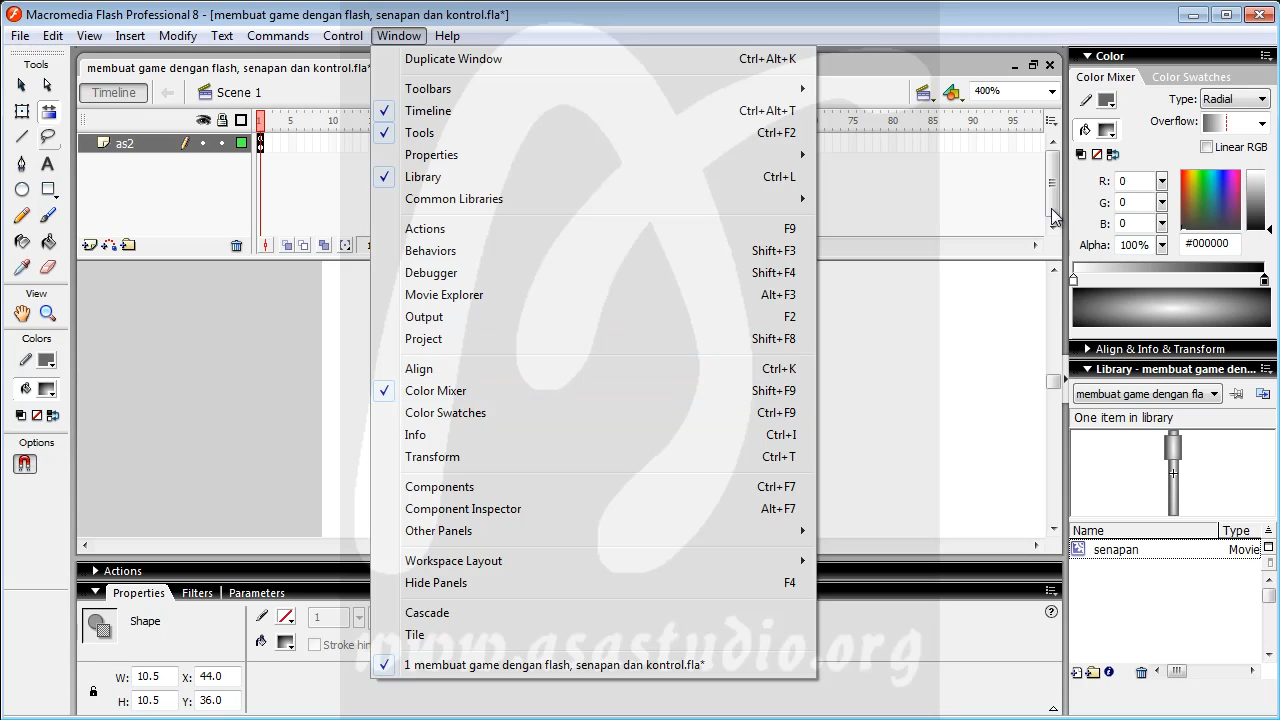 Macromedia Flash Professional 8 - [membuat game dengan flash, senapan dan kontrol.fla*]
File Edit View Insert Modify Text Commands Control Window Help
Tools
View
Colors
Options
membuat game dengan flash, senapan dan kontrol.fla*
Timeline
Scene 1
400%
1 5 10 75 80 85 90 95
as2
1
Duplicate Window Ctrl+Alt+K
Toolbars
Timeline Ctrl+Alt+T
Tools Ctrl+F2
Properties
Library Ctrl+L
Common Libraries
Actions F9
Behaviors Shift+F3
Debugger Shift+F4
Movie Explorer Alt+F3
Output F2
Project Shift+F8
Align Ctrl+K
Color Mixer Shift+F9
Color Swatches Ctrl+F9
Info Ctrl+I
Transform Ctrl+T
Components Ctrl+F7
Component Inspector Alt+F7
Other Panels
Workspace Layout
Hide Panels F4
Cascade
Tile
1 membuat game dengan flash, senapan dan kontrol.fla*
Actions
Properties Filters Parameters
Shape
1
Stroke hin
W: 10.5 X: 44.0
H: 10.5 Y: 36.0
Color
Color Mixer Color Swatches
Type: Radial
Overflow:
Linear RGB
R: 0
G: 0
B: 0
Alpha: 100% #000000
Align & Info & Transform
Library - membuat game den...
membuat game dengan fla
One item in library
Name Type
senapan Movie
www.asastudio.org